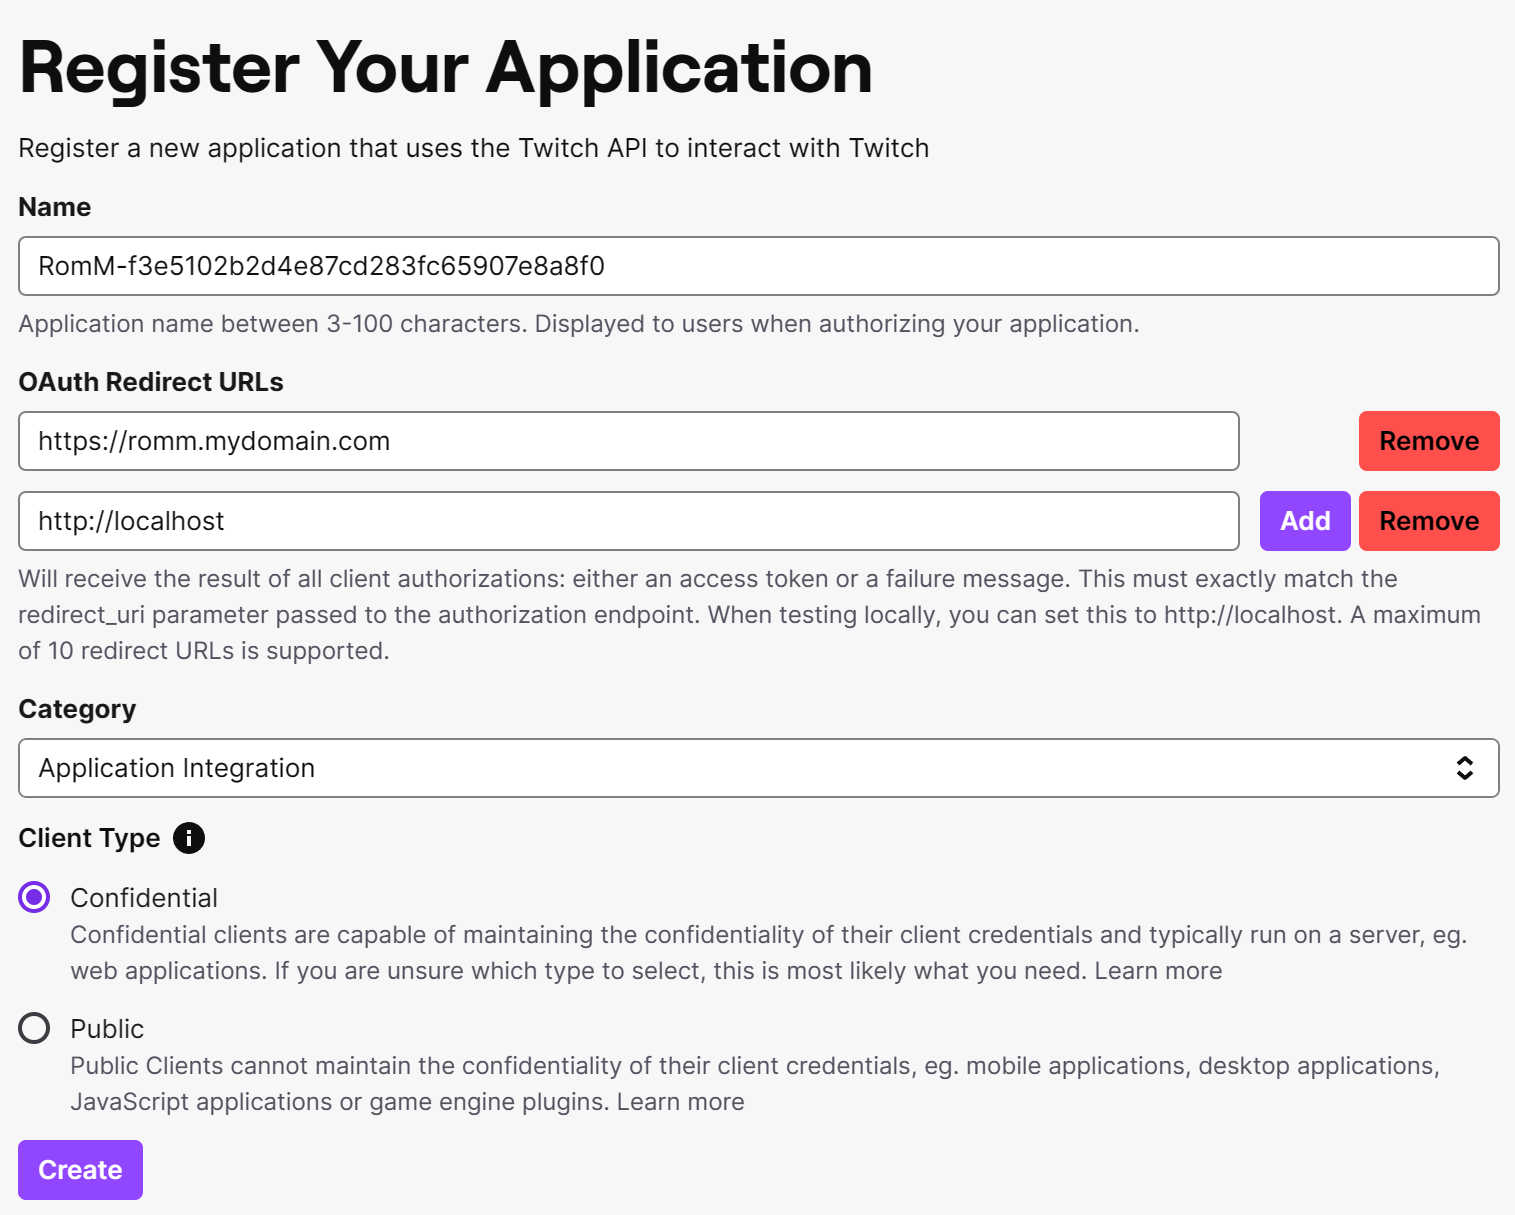 Register Your Application
Register a new application that uses the Twitch API to interact with Twitch
Name
RomM-f3e5102b2d4e87cd283fc65907e8a8f0
Application name between 3-100 characters. Displayed to users when authorizing your application.
OAuth Redirect URLs
https://romm.mydomain.com
Remove
http://localhost
Add
Remove
Will receive the result of all client authorizations: either an access token or a failure message. This must exactly match the
redirect_uri parameter passed to the authorization endpoint. When testing locally, you can set this to http://localhost. A maximum
of 10 redirect URLs is supported.
Category
Application Integration
Client Type
Confidential
Confidential clients are capable of maintaining the confidentiality of their client credentials and typically run on a server, eg.
web applications. If you are unsure which type to select, this is most likely what you need. Learn more
Public
Public Clients cannot maintain the confidentiality of their client credentials, eg. mobile applications, desktop applications,
JavaScript applications or game engine plugins. Learn more
Create